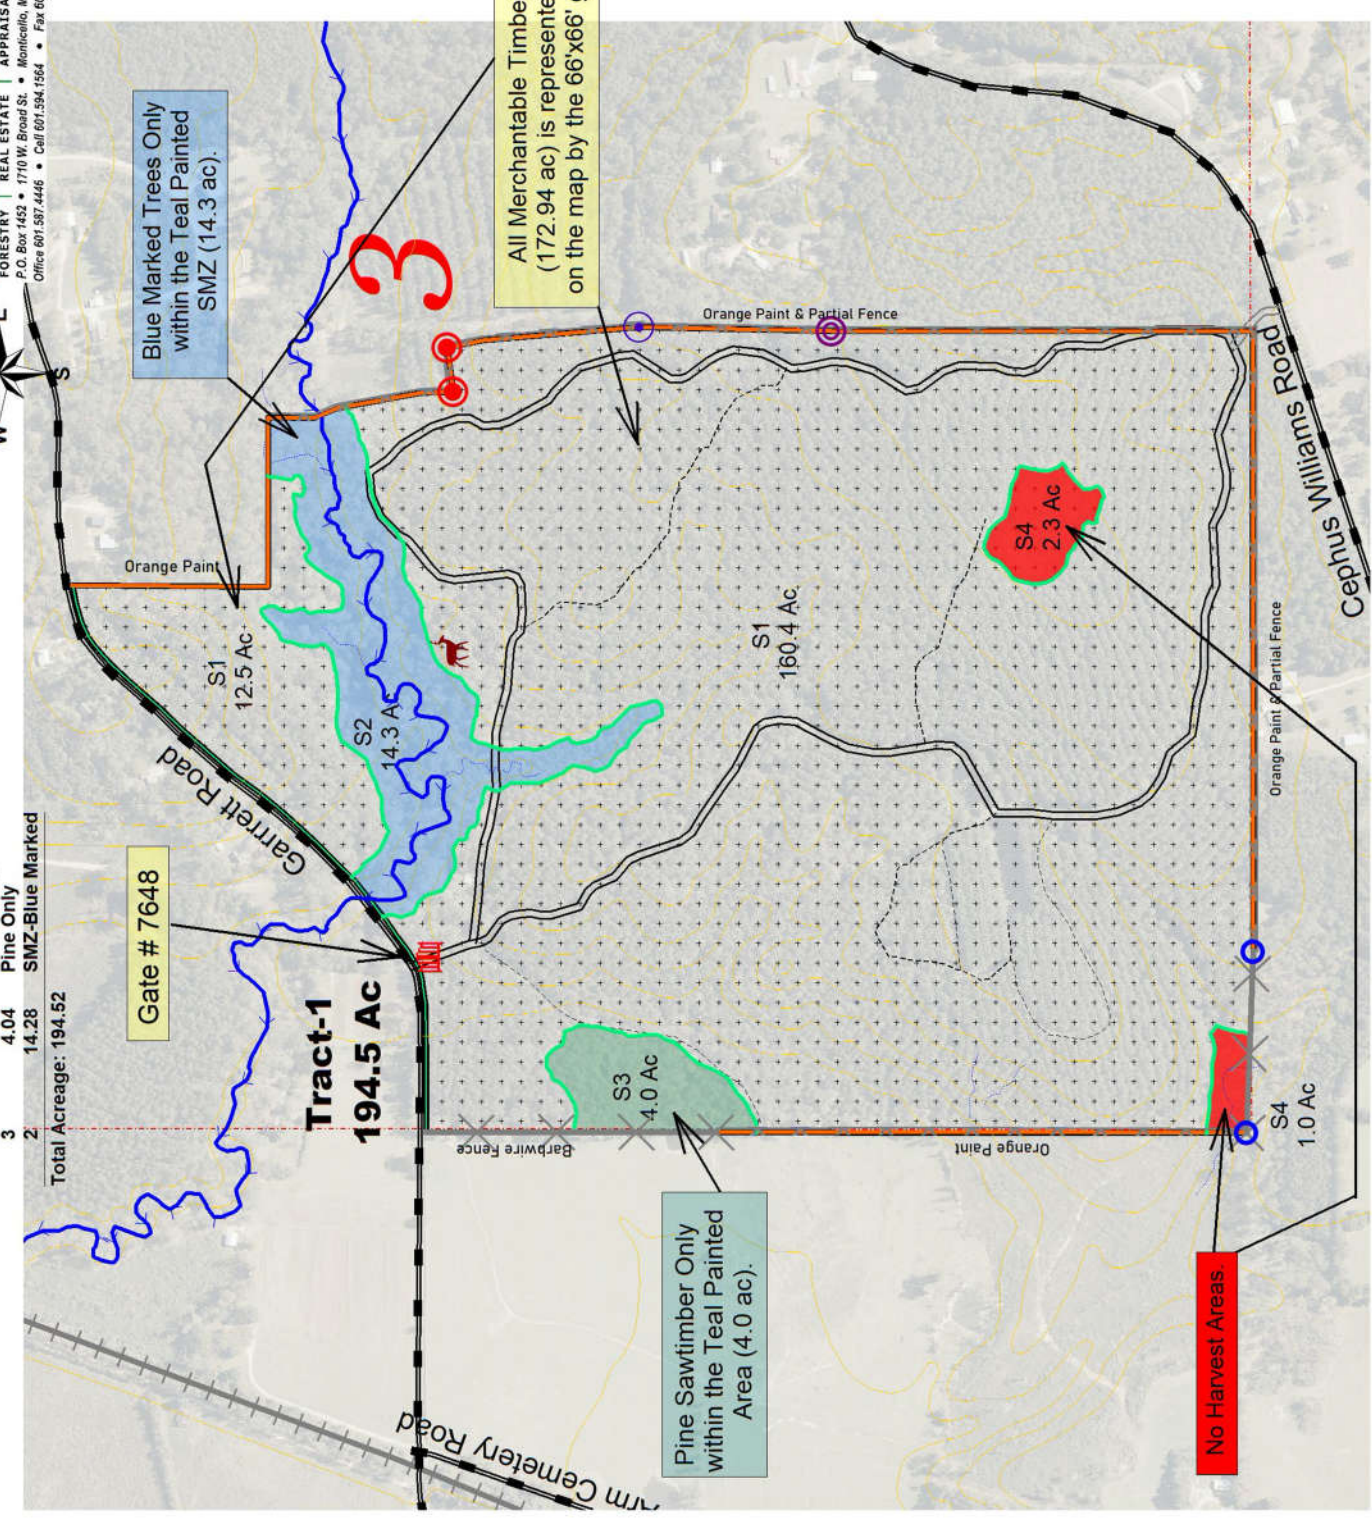 FORESTRY | REAL ESTATE | APPRAISA
P.O. Box 1452 • 1710 W. Broad St. • Monticello, M
Office 601.587.4446 • Cell 601.594.1564 • Fax 60
W
E
S
3 4.04 Pine Only
2 14.28 SMZ-Blue Marked
Total Acreage: 194.52
Blue Marked Trees Only
within the Teal Painted
SMZ (14.3 ac).
All Merchantable Timbe
(172.94 ac) is represente
on the map by the 66'x66' g
3
Gate # 7648
Garrrett Road
Orange Paint
S1
12.5 Ac
S2
14.3 Ac
Orange Paint & Partial Fence
Tract-1
194.5 Ac
S1
160.4 Ac
S4
2.3 Ac
S3
4.0 Ac
Barbwire Fence
Orange Paint
Orange Paint & Partial Fence
Cephus Williams Road
S4
1.0 Ac
Pine Sawtimber Only
within the Teal Painted
Area (4.0 ac).
No Harvest Areas.
Arm Cemetery Road